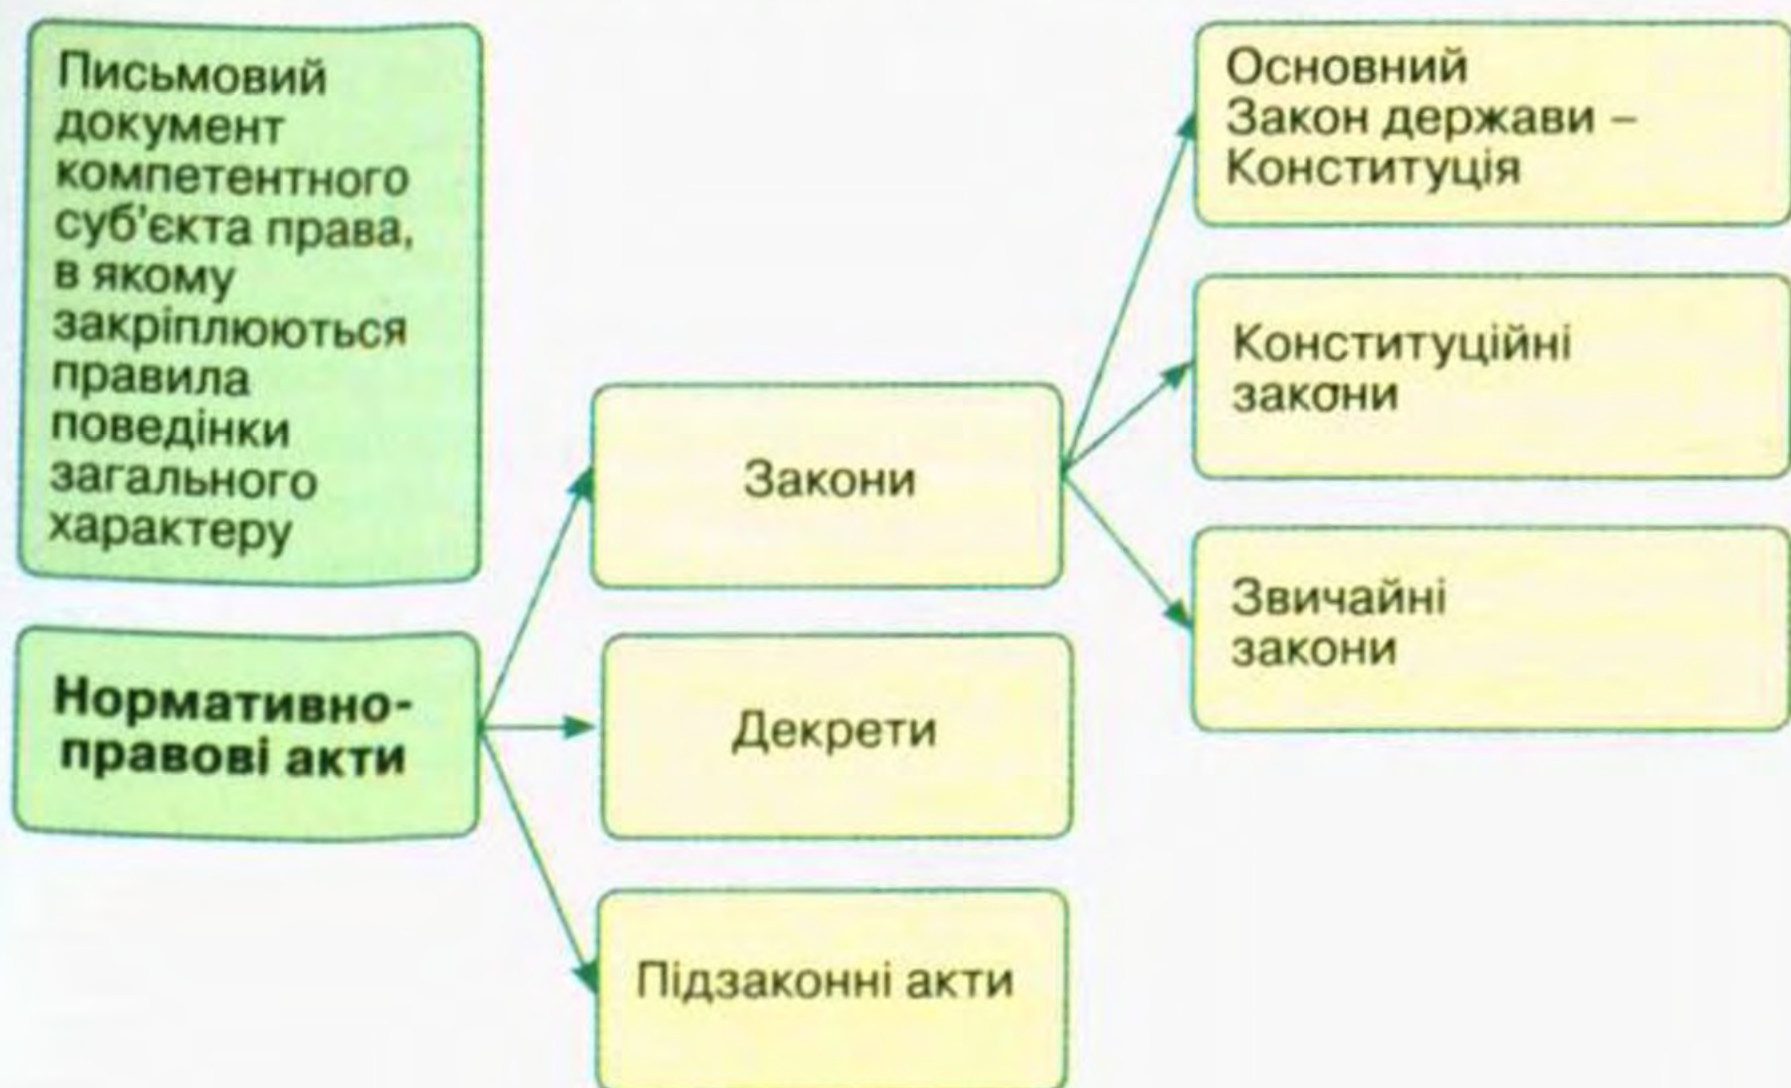 Письмовий
документ
компетентного
суб'єкта права,
в якому
закріплюються
правила
поведінки
загального
характеру
Нормативно-
правові акти
Закони
Декрети
Підзаконні акти
Основний
Закон держави –
Конституція
Конституційні
закони
Звичайні
закони